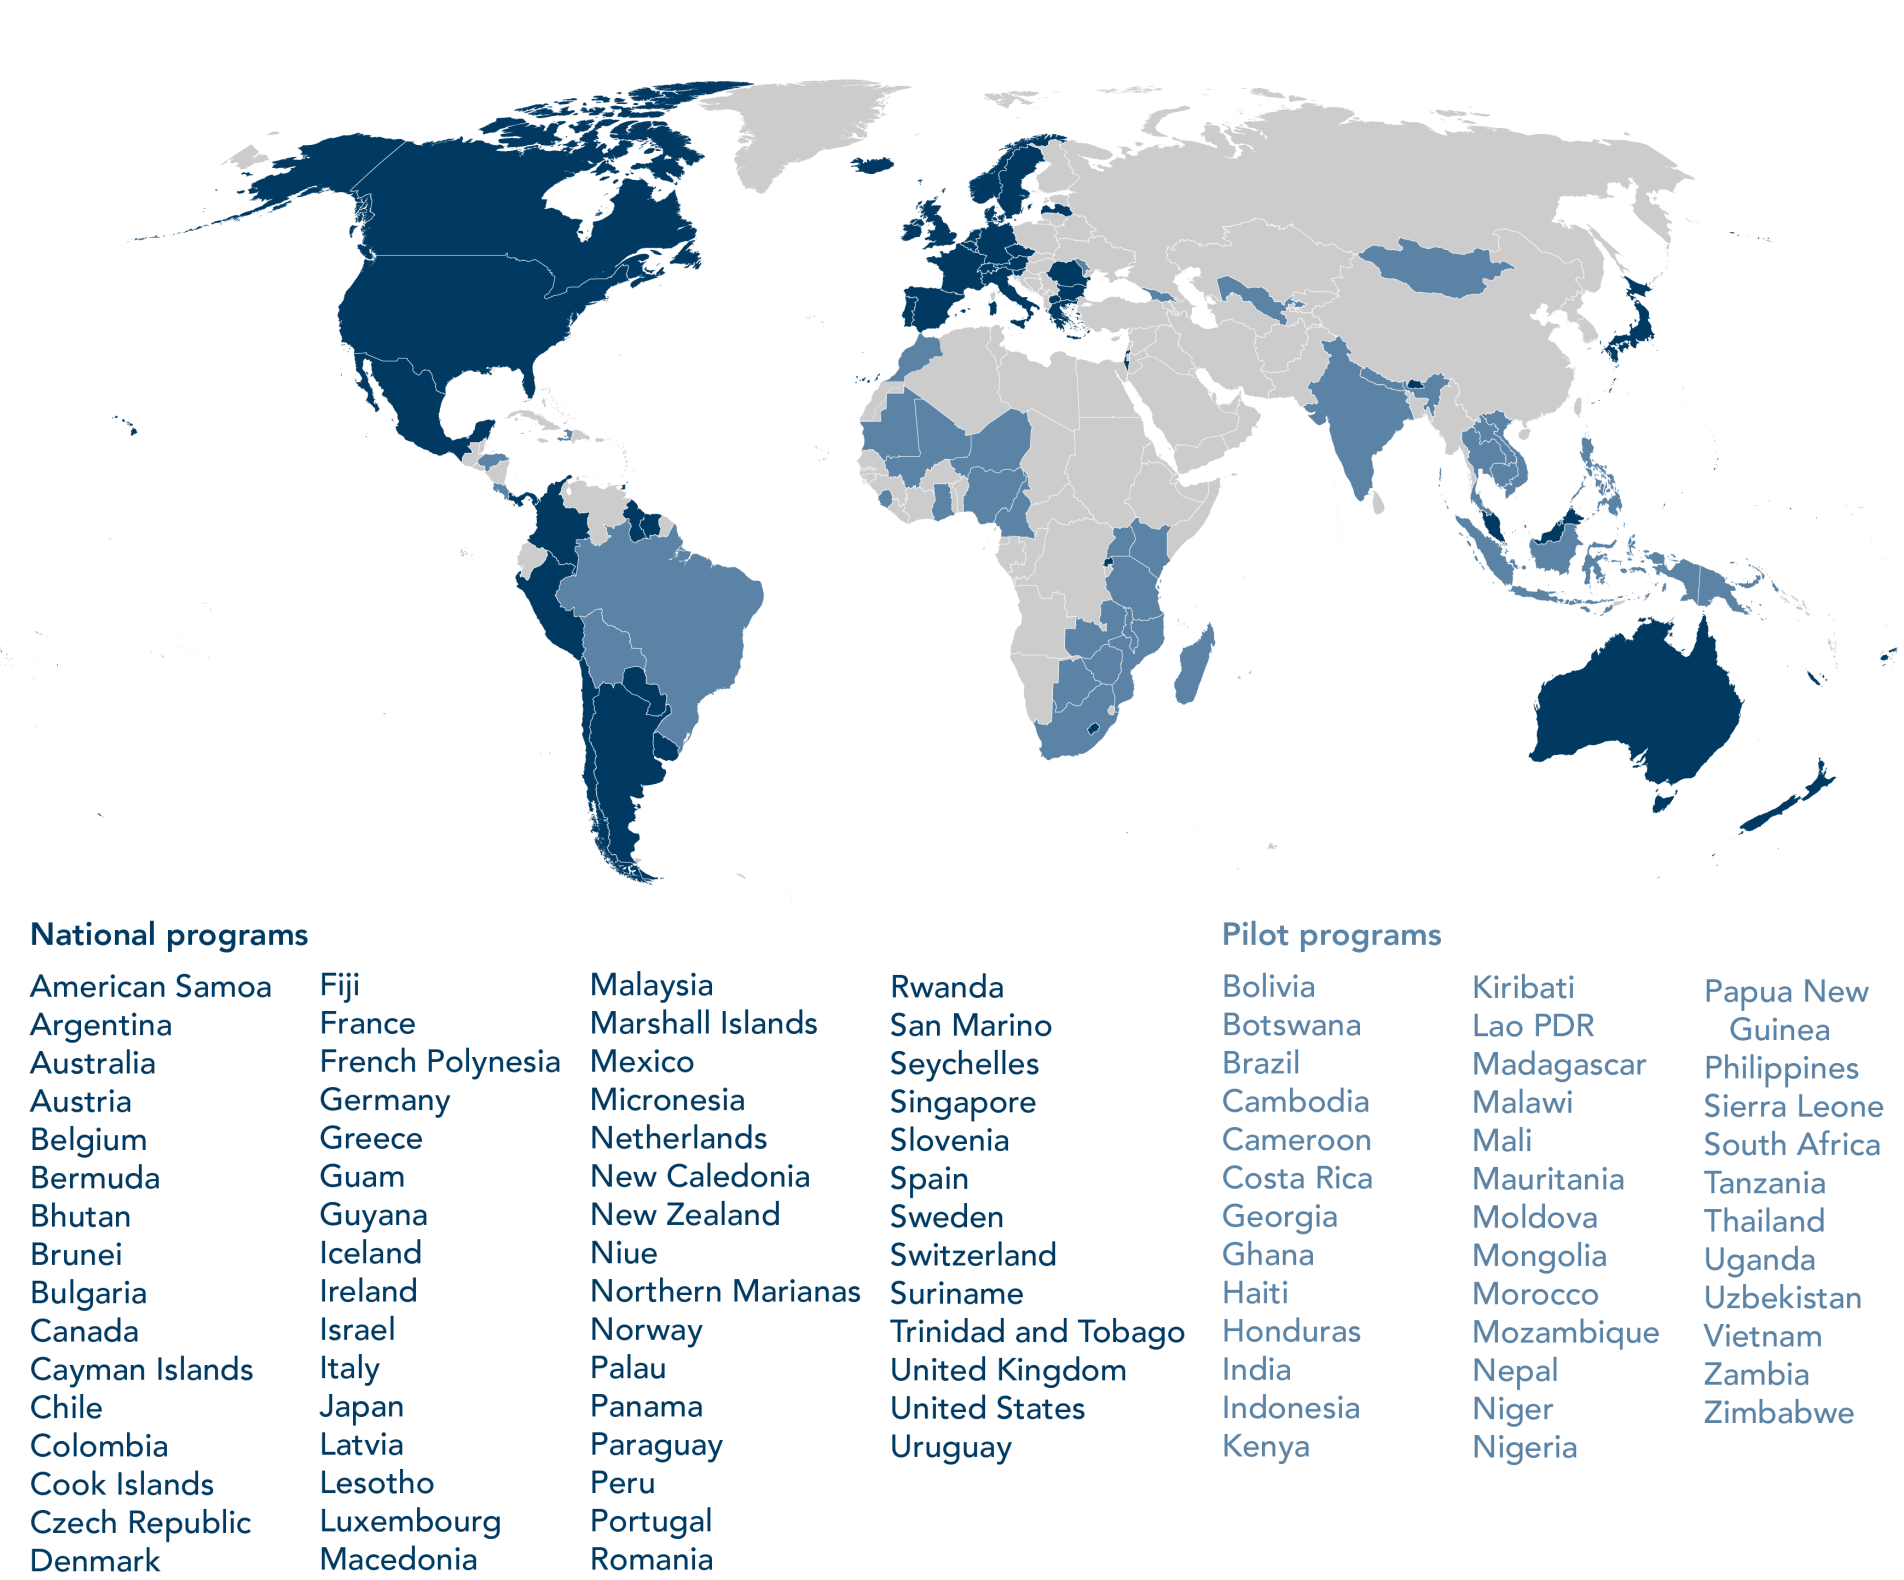 National programs
American Samoa
Argentina
Australia
Austria
Belgium
Bermuda
Bhutan
Brunei
Bulgaria
Canada
Cayman Islands
Chile
Colombia
Cook Islands
Czech Republic
Denmark
Fiji
France
French Polynesia
Germany
Greece
Guam
Guyana
Iceland
Ireland
Israel
Italy
Japan
Latvia
Lesotho
Luxembourg
Macedonia
Malaysia
Marshall Islands
Mexico
Micronesia
Netherlands
New Caledonia
New Zealand
Niue
Northern Marianas
Norway
Palau
Panama
Paraguay
Peru
Portugal
Romania
Rwanda
San Marino
Seychelles
Singapore
Slovenia
Spain
Sweden
Switzerland
Suriname
Trinidad and Tobago
United Kingdom
United States
Uruguay
Pilot programs
Bolivia
Botswana
Brazil
Cambodia
Cameroon
Costa Rica
Georgia
Ghana
Haiti
Honduras
India
Indonesia
Kenya
Kiribati
Lao PDR
Madagascar
Malawi
Mali
Mauritania
Moldova
Mongolia
Morocco
Mozambique
Nepal
Niger
Nigeria
Papua New
Guinea
Philippines
Sierra Leone
South Africa
Tanzania
Thailand
Uganda
Uzbekistan
Vietnam
Zambia
Zimbabwe